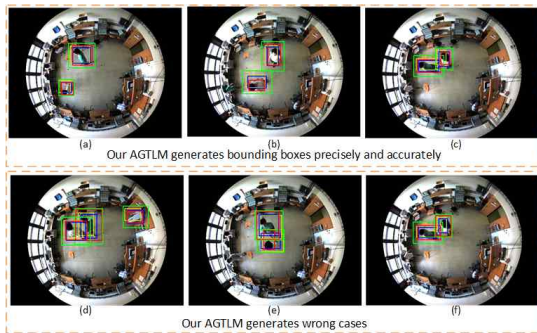 (a)
(b)
(c)
Our AGTLM generates bounding boxes precisely and accurately
(d)
(e)
(f)
Our AGTLM generates wrong cases